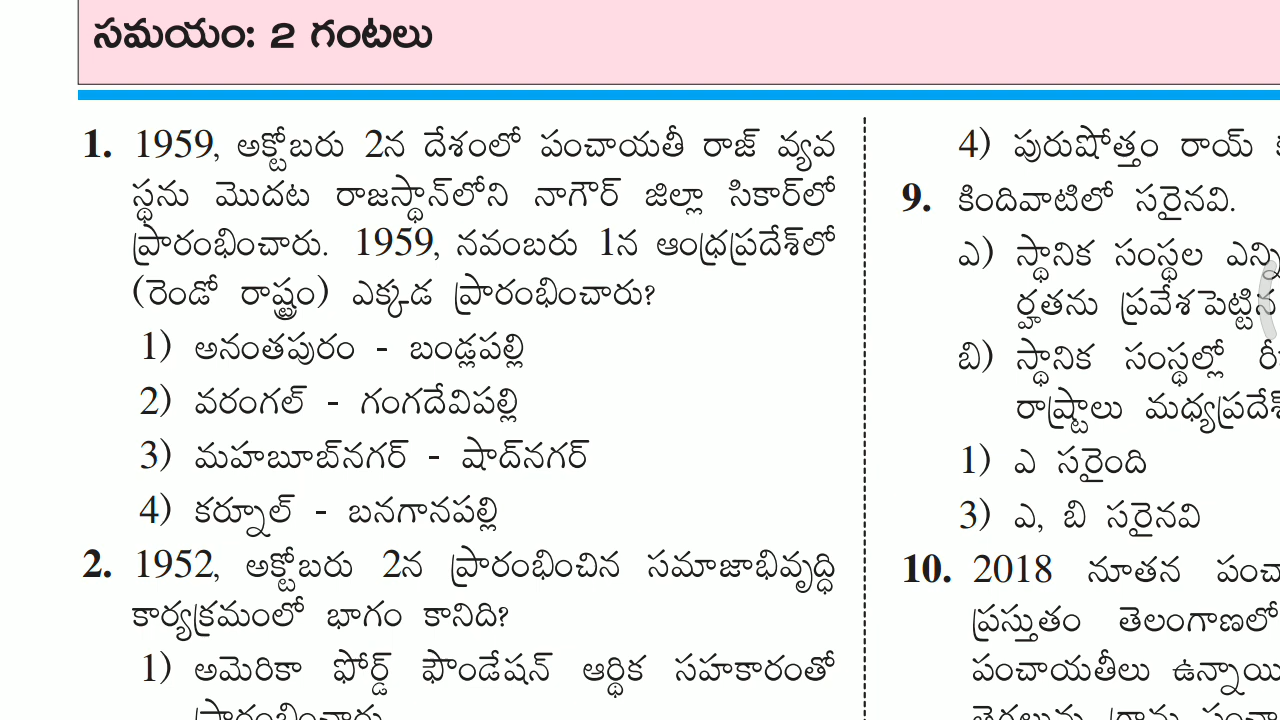 సమయం: 2 గంటలు
1. 1959, అక్టోబరు 2న దేశంలో పంచాయతీ రాజ్ వ్యవ
స్థను మొదట రాజస్థాన్‌లోని నాగౌర్ జిల్లా సికార్‌లో
ప్రారంభించారు. 1959, నవంబరు 1న ఆంధ్రప్రదేశ్‌లో
(రెండో రాష్ట్రం) ఎక్కడ ప్రారంభించారు?
1) అనంతపురం - బండ్లపల్లి
2) వరంగల్ - గంగదేవిపల్లి
3) మహబూబ్‌నగర్ - షాద్‌నగర్
4) కర్నూల్ - బనగానపల్లి
2. 1952, అక్టోబరు 2న ప్రారంభించిన సమాజాభివృద్ధి
కార్యక్రమంలో భాగం కానిది?
1) అమెరికా ఫోర్డ్ ఫౌండేషన్ ఆర్థిక సహకారంతో
ప్రారంభించారు
4) పురుషోత్తం రాయ్
9. కిందివాటిలో సరైనవి.
ఎ) స్థానిక సంస్థల
ర్హతను ప్రవేశపెట్టిన
బి) స్థానిక సంస్థల్లో
రాష్ట్రాలు మధ్యప్రదేశ్
1) ఎ సరైంది
3) ఎ, బి సరైనవి
10. 2018 నూతన
ప్రస్తుతం తెలంగాణలో
పంచాయతీలు